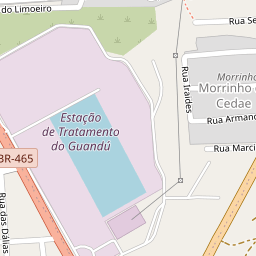 do Limoeiro
Rua Se
Rua Iraídes
Morrinho
Morrinho
Cedae
Estação
de Tratamento
do Guandú
Rua Arman
Rua Marci
BR-465
Rua das Dálias